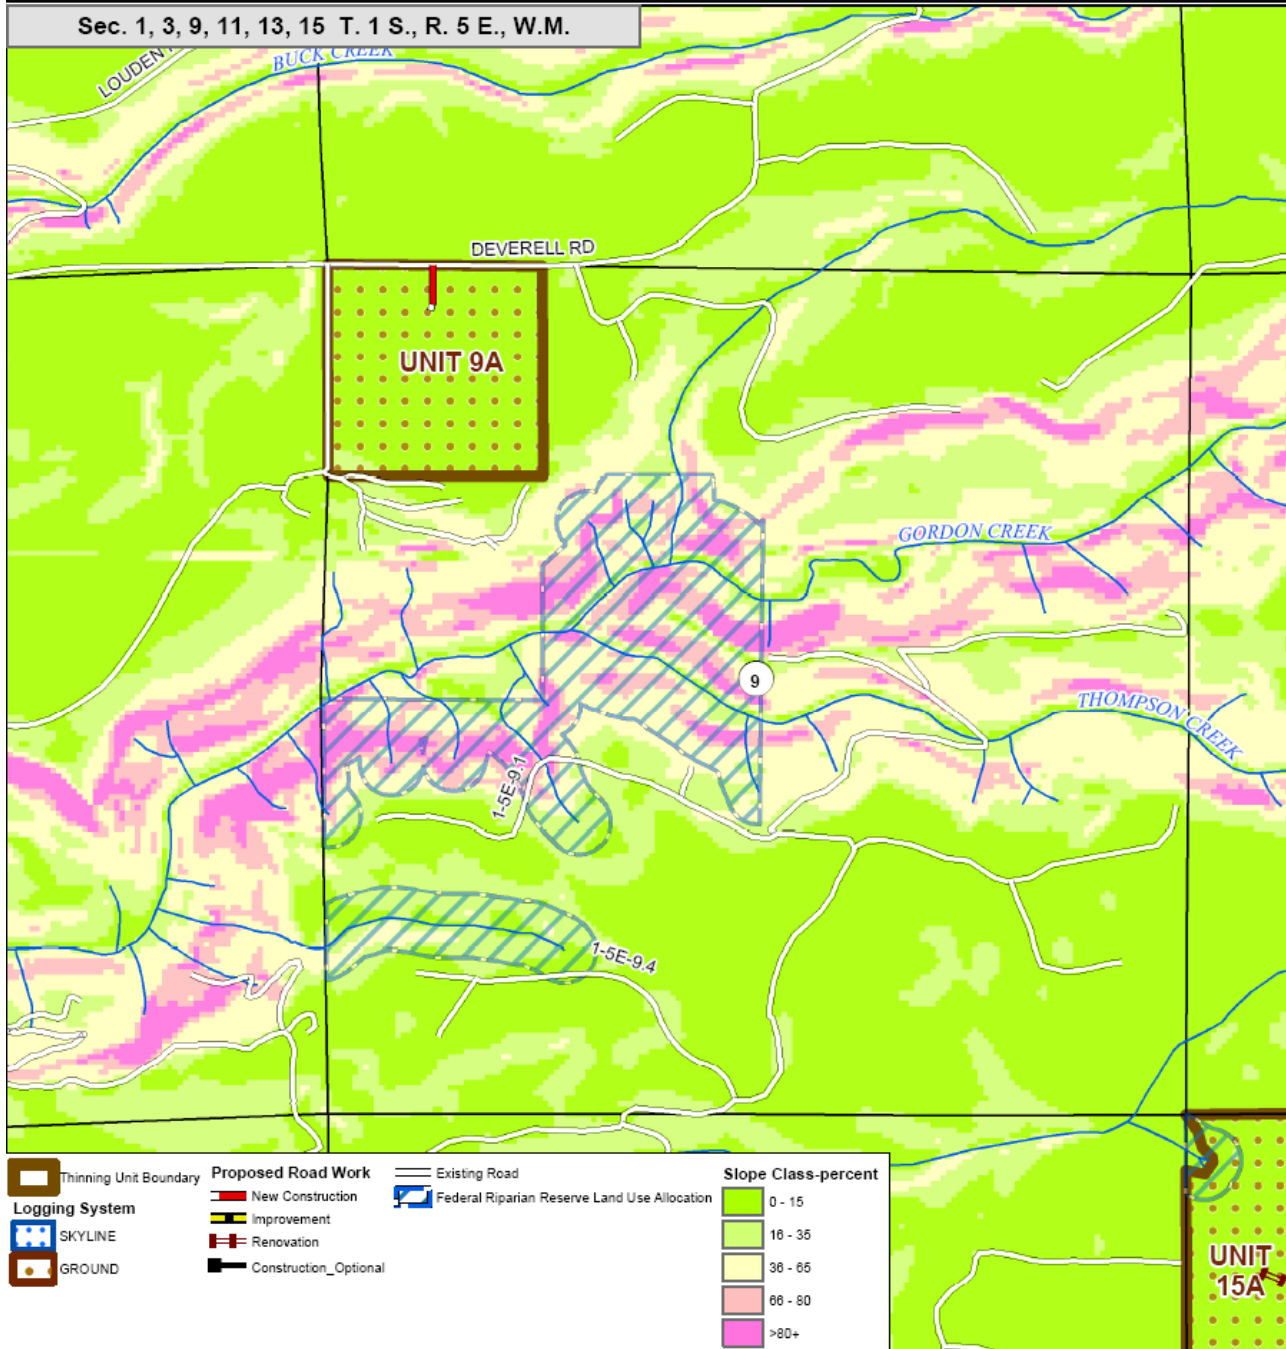 Sec. 1, 3, 9, 11, 13, 15 T. 1 S., R. 5 E., W.M.
LOUDEN
BUCK CREEK
DEVERELL RD
UNIT 9A
GORDON CREEK
9
THOMPSON CREEK
1-5E-9.1
1-5E-9.4
UNIT
15A
Thinning Unit Boundary
Logging System
SKYLINE
GROUND
Proposed Road Work
New Construction
Improvement
Renovation
Construction_Optional
Existing Road
Federal Riparian Reserve Land Use Allocation
Slope Class-percent
0 - 15
16 - 35
36 - 65
66 - 80
>80+